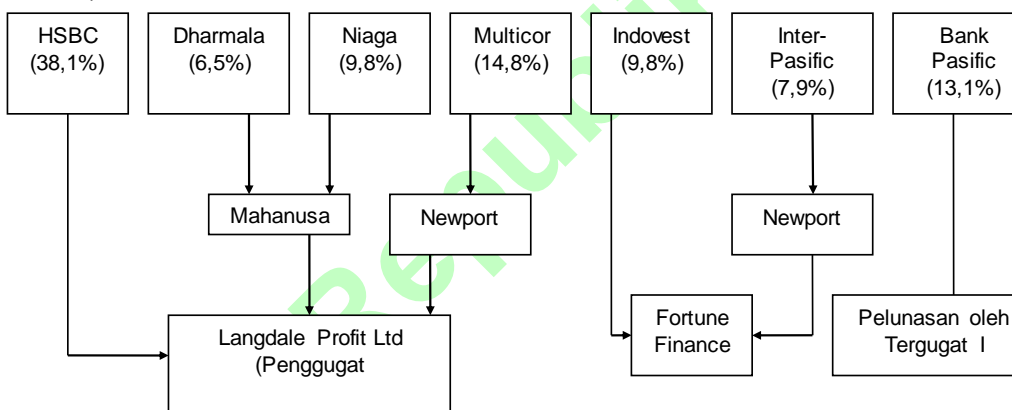 HSBC
(38,1%)
Dharmala
(6,5%)
Niaga
(9,8%)
Multicor
(14,8%)
Indovest
(9,8%)
Inter-
Pasific
(7,9%)
Bank
Pasific
(13,1%)
Mahanusa
Newport
Newport
Langdale Profit Ltd
(Penggugat
Fortune
Finance
Pelunasan oleh
Tergugat I
Republi